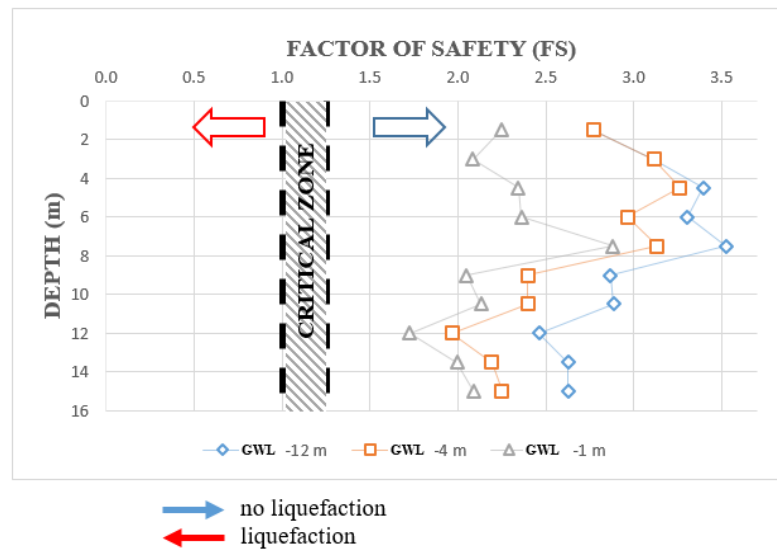 FACTOR OF SAFETY (FS)
0.0 0.5 1.0 1.5 2.0 2.5 3.0 3.5
DEPTH (m)
0
2
4
6
8
10
12
14
16
CRITICAL ZONE
GWL -12 m GWL -4 m GWL -1 m
no liquefaction
liquefaction